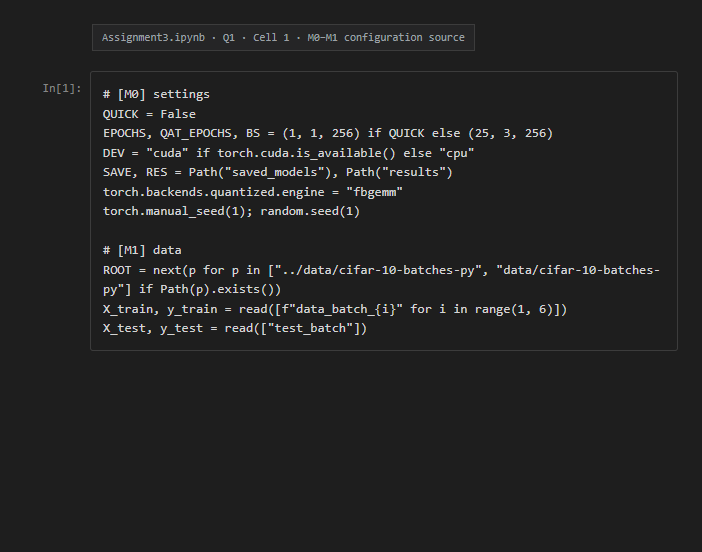 Assignment3.ipynb · Q1 · Cell 1 · M0–M1 configuration source
In[1]:
# [M0] settings
QUICK = False
EPOCHS, QAT_EPOCHS, BS = (1, 1, 256) if QUICK else (25, 3, 256)
DEV = "cuda" if torch.cuda.is_available() else "cpu"
SAVE, RES = Path("saved_models"), Path("results")
torch.backends.quantized.engine = "fbgemm"
torch.manual_seed(1); random.seed(1)
# [M1] data
ROOT = next(p for p in ["../data/cifar-10-batches-py", "data/cifar-10-batches-
py"] if Path(p).exists())
X_train, y_train = read([f"data_batch_{i}" for i in range(1, 6)])
X_test, y_test = read(["test_batch"])